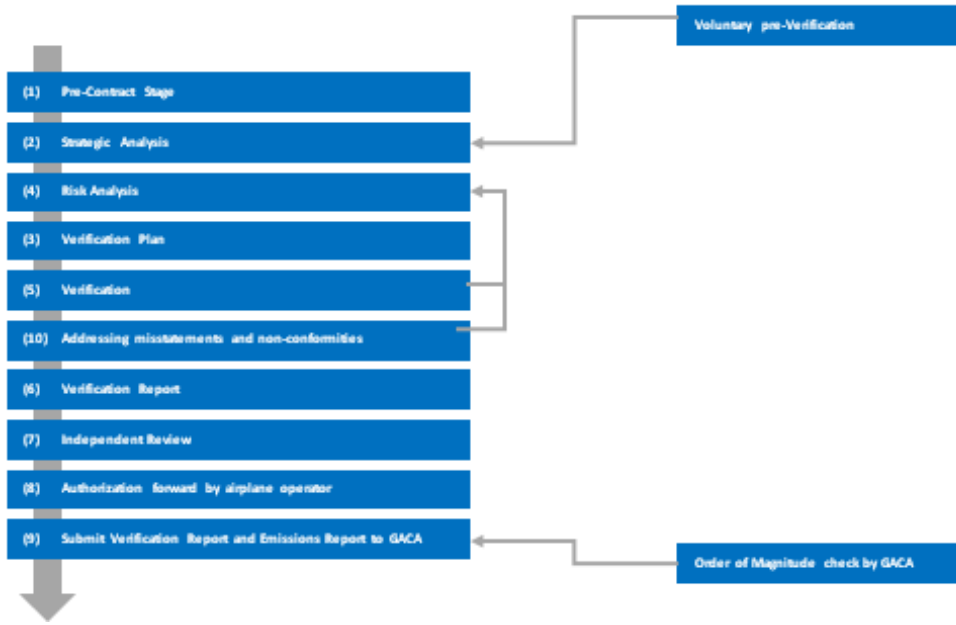 Voluntary pre-Verification
(1) Pre-Contract Stage
(2) Strategic Analysis
(4) Risk Analysis
(3) Verification Plan
(5) Verification
(10) Addressing misstatements and non-conformities
(6) Verification Report
(7) Independent Review
(8) Authorization forward by airplane operator
(9) Submit Verification Report and Emissions Report to GACA
Order of Magnitude check by GACA